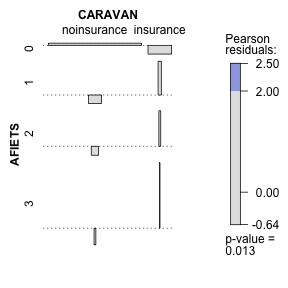 CARAVAN
noinsurance insurance
AFIETS
0
1
2
3
Pearson
residuals:
2.50
2.00
0.00
-0.64
p-value =
0.013